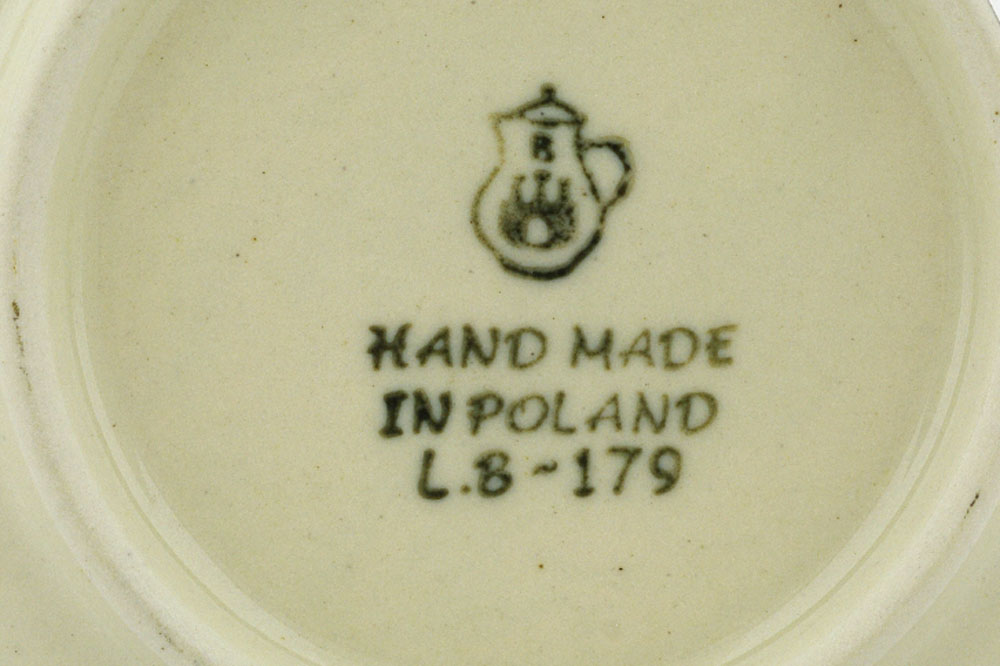 B
HAND MADE
IN POLAND
L.B~179